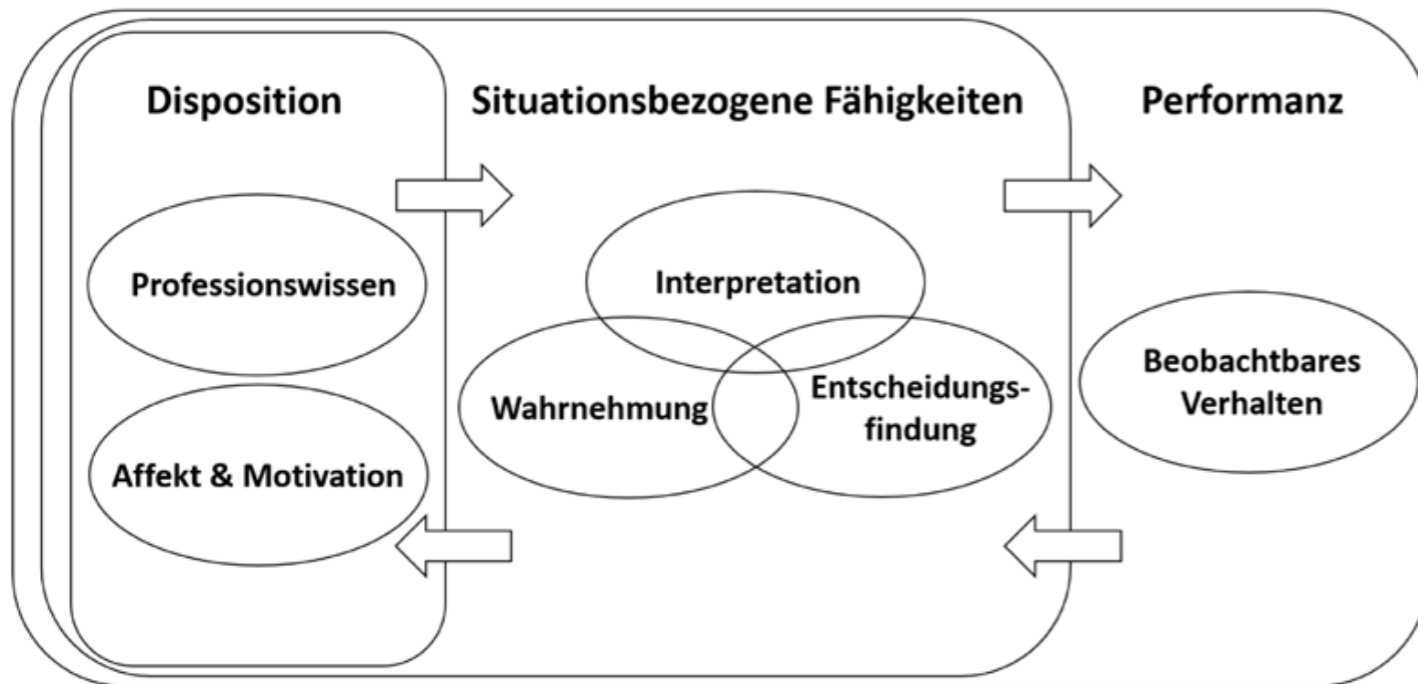 Disposition
Situationsbezogene Fähigkeiten
Performanz
Professionswissen
Affekt & Motivation
Interpretation
Wahrnehmung
Entscheidungs-
findung
Beobachtbares
Verhalten